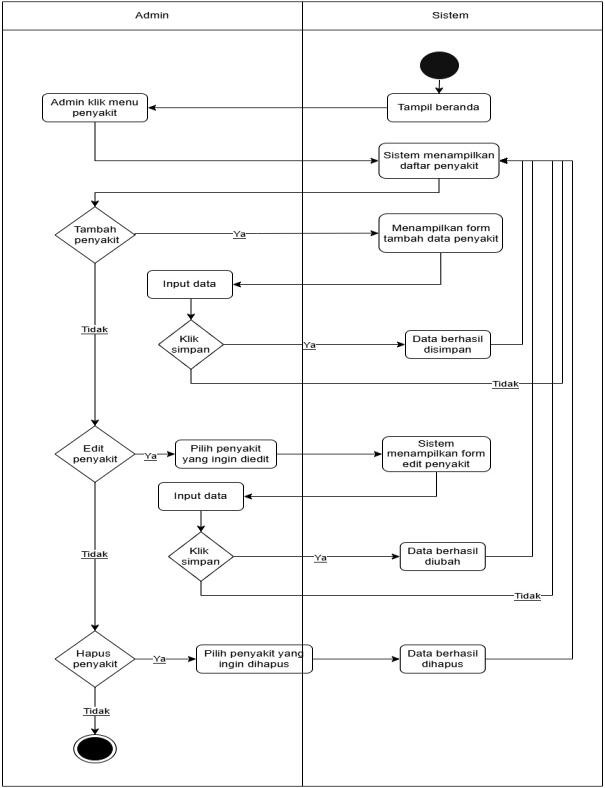 Admin
Sistem
Tampil beranda
Admin klik menu
penyakit
Sistem menampilkan
daftar penyakit
Tambah
penyakit
Ya
Menampilkan form
tambah data penyakit
Input data
Tidak
Klik
simpan
Ya
Data berhasil
disimpan
Tidak
Edit
penyakit
Ya
Pilih penyakit
yang ingin diedit
Sistem
menampilkan form
edit penyakit
Input data
Tidak
Klik
simpan
Ya
Data berhasil
diubah
Tidak
Hapus
penyakit
Ya
Pilih penyakit yang
ingin dihapus
Data berhasil
dihapus
Tidak